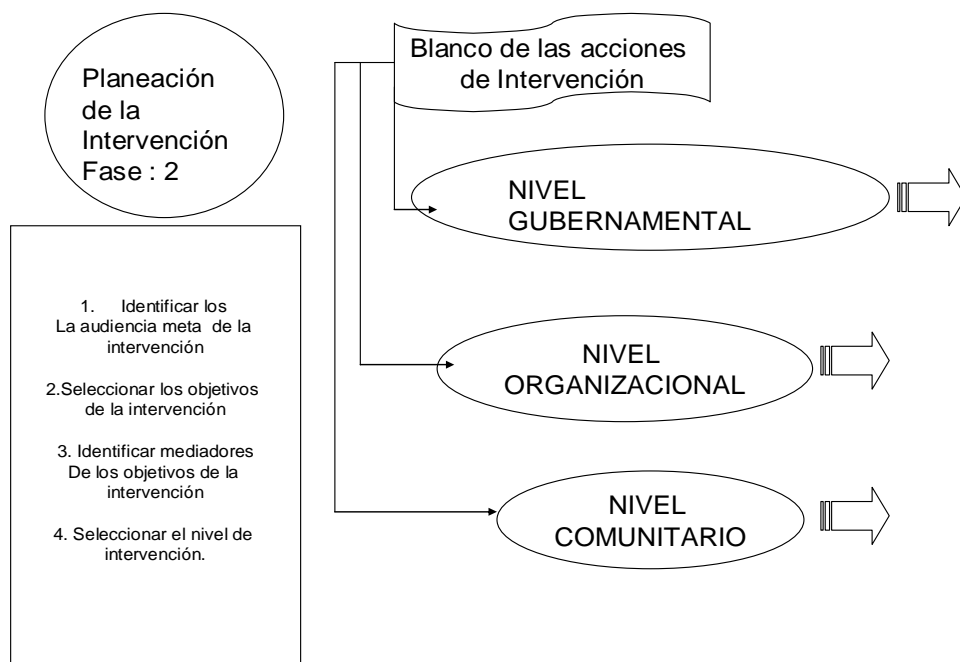 Planeación
de la
Intervención
Fase : 2
1. Identificar los
La audiencia meta de la
intervención
2.Seleccionar los objetivos
de la intervención
3. Identificar mediadores
De los objetivos de la
intervención
4. Seleccionar el nivel de
intervención.
Blanco de las acciones
de Intervención
NIVEL
GUBERNAMENTAL
NIVEL
ORGANIZACIONAL
NIVEL
COMUNITARIO